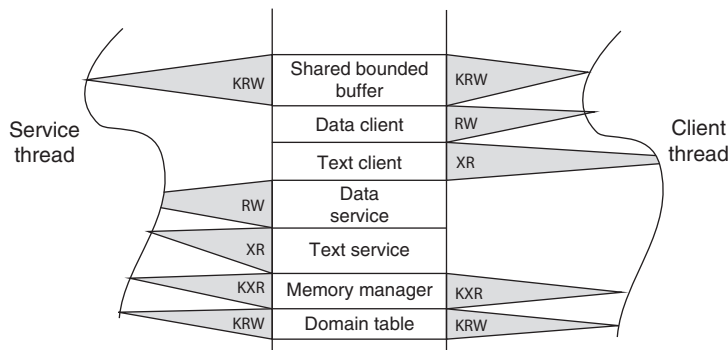 KRW
Shared bounded
buffer
KRW
Service
thread
Data client
RW
Client
thread
Text client
XR
RW
Data
service
XR
Text service
KXR
Memory manager
KXR
KRW
Domain table
KRW